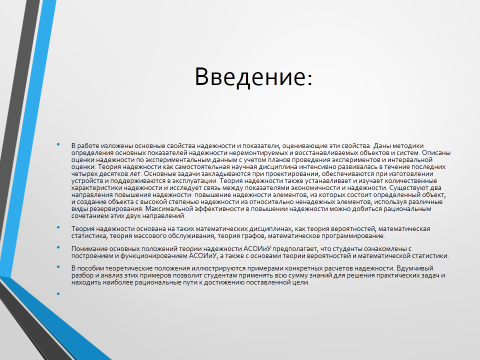 Введение:
В работе изложены основные свойства надежности и показатели, оценивающие эти свойства. Даны методики
определения основных показателей надежности неремонтируемых и восстанавливаемых объектов и систем. Описаны
оценки надежности по экспериментальным данным с учетом планов проведения экспериментов и интервальной
оценки. Теория надежности как самостоятельная научная дисциплина интенсивно развивалась в течение последних
четырех десятков лет. Основные задачи закладываются при проектировании, обеспечиваются при изготовлении
устройств и поддерживаются в эксплуатации. Теория надежности также устанавливает и изучает количественные
характеристики надежности и исследует связь между показателями экономичности и надежности. Существуют два
направления повышения надежности: повышение надежности элементов, из которых состоит определенный объект,
и создание объекта с высокой степенью надежности из относительно ненадежных элементов, используя различные
виды резервирования. Максимальной эффективности в повышении надежности можно добиться рациональным
сочетанием этих двух направлений.
Теория надежности основана на таких математических дисциплинах, как теория вероятностей, математическая
статистика, теория массового обслуживания, теория графов, математическое программирование.
Понимание основных положений теории надежности АСОИиУ предполагает, что студенты ознакомлены с
построением и функционированием АСОИиУ, а также с основами теории вероятностей и математической статистики.
В пособии теоретические положения иллюстрируются примерами конкретных расчетов надежности. Вдумчивый
разбор и анализ этих примеров позволит студентам применять всю сумму знаний для решения практических задач и
находить наиболее рациональные пути к достижению поставленной цели.